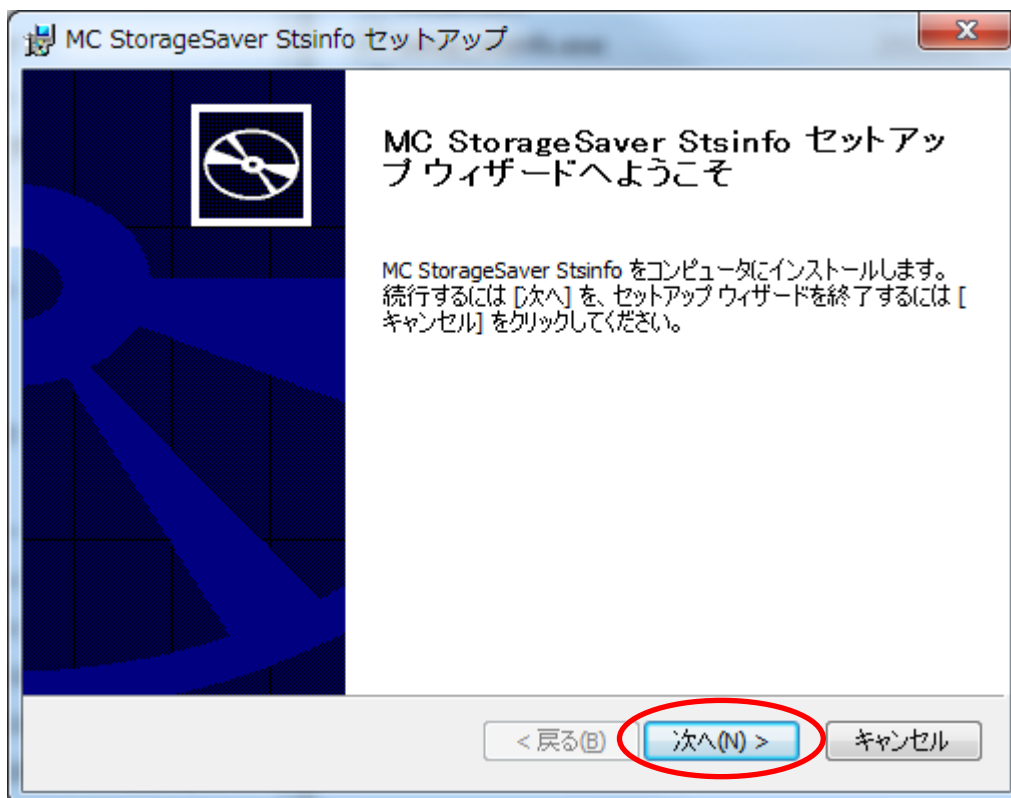 MC StorageSaver Stsinfo セットアップ
MC StorageSaver Stsinfo セットアッ
プ ウィザードへようこそ
MC StorageSaver Stsinfo をコンピュータにインストールします。
続行するには [次へ] を、セットアップ ウィザードを終了するには [
キャンセル] をクリックしてください。
< 戻る(B)
次へ(N) >
キャンセル